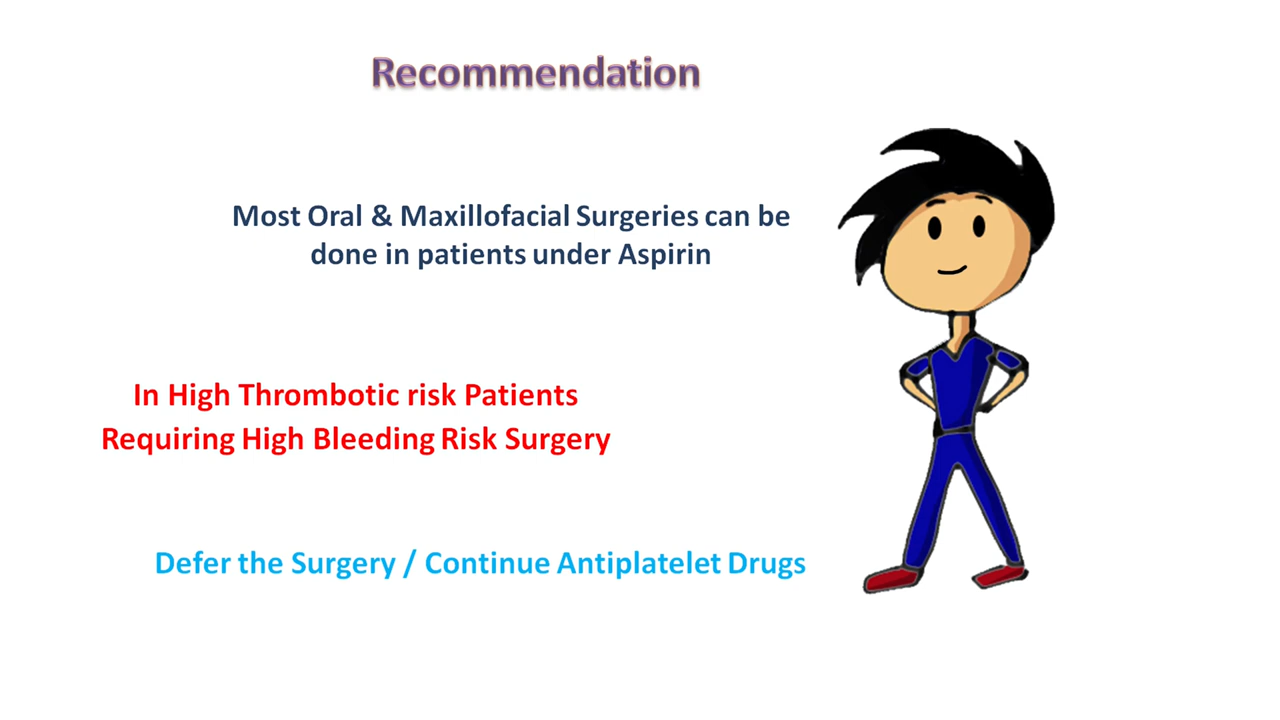 Recommendation
Most Oral & Maxillofacial Surgeries can be
done in patients under Aspirin
In High Thrombotic risk Patients
Requiring High Bleeding Risk Surgery
Defer the Surgery / Continue Antiplatelet Drugs